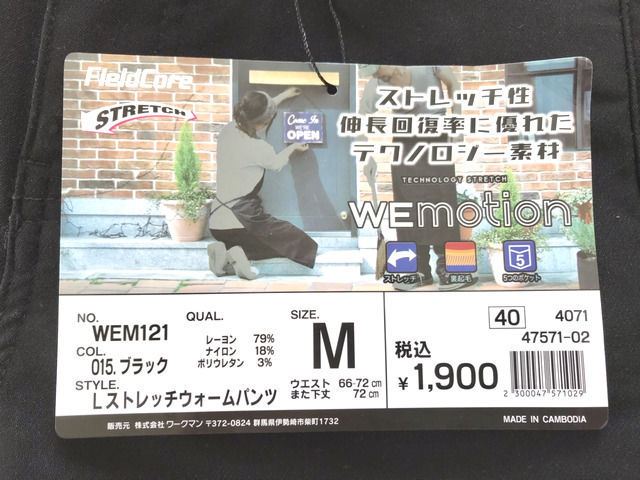 FieldCore
STRETCH
Come In
WE'RE
OPEN
ストレッチ性
伸長回復率に優れた
テクノロジー素材
TECHNOLOGY STRETCH
WEmotion
ストレッチ
裏起毛
5
5つのポケット
NO.
WEM121
COL.
015.ブラック
STYLE.
Lストレッチウォームパンツ
QUAL.
レーヨン 79%
ナイロン 18%
ポリウレタン 3%
SIZE.
M
ウエスト 66-72cm
また下丈 72cm
40 4071
47571-02
税込
¥1,900
2 300047 571029
販売元 株式会社 ワークマン 〒372-0824 群馬県伊勢崎市柴町1732
MADE IN CAMBODIA